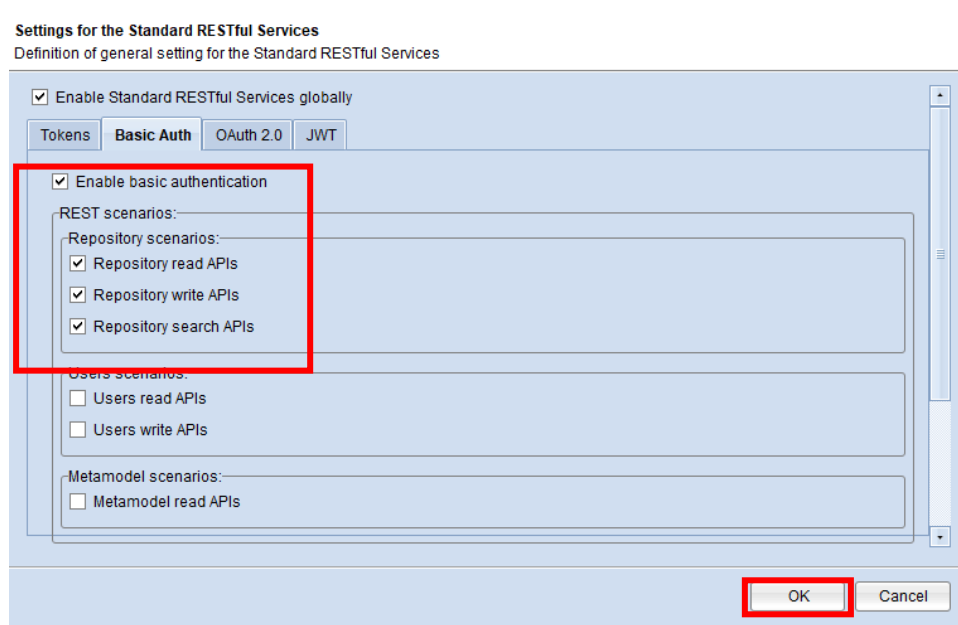 Settings for the Standard RESTful Services
Definition of general setting for the Standard RESTful Services
Enable Standard RESTful Services globally
Tokens Basic Auth OAuth 2.0 JWT
Enable basic authentication
REST scenarios:
Repository scenarios:
Repository read APIs
Repository write APIs
Repository search APIs
Users scenarios:
Users read APIs
Users write APIs
Metamodel scenarios:
Metamodel read APIs
OK Cancel